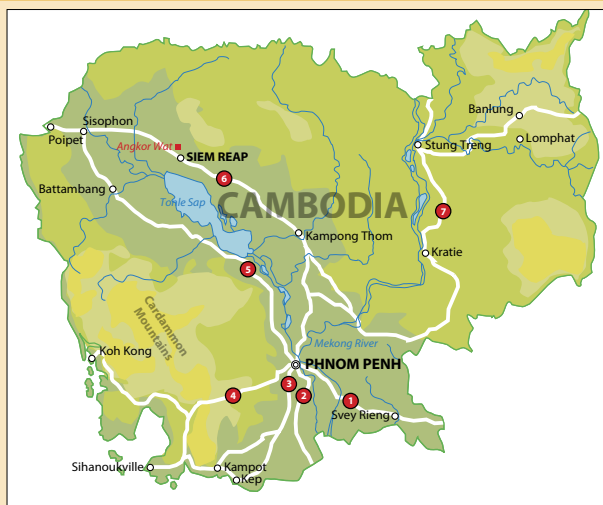 Banlung
Sisophon
Poipet
Stung Treng
Lomphat
Angkor Wat
SIEM REAP
6
Battambang
Tonle Sap
CAMBODIA
7
Kampong Thom
Kratie
5
Cardammon
Mountains
Mekong River
Koh Kong
PHNOM PENH
3
4
2
1
Svey Rieng
Sihanoukville
Kampot
Kep